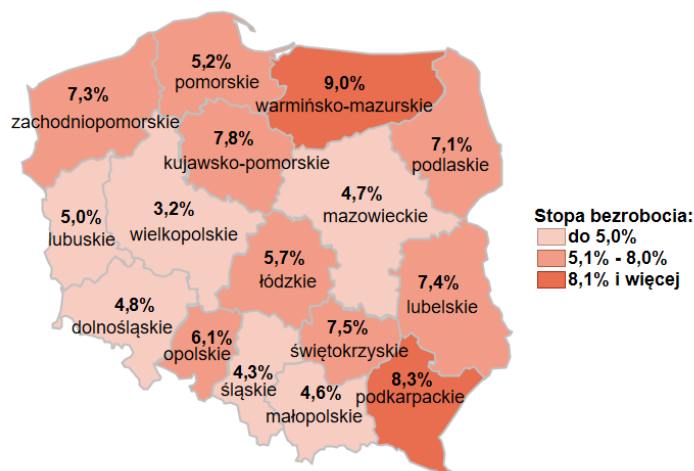 5,2%
pomorskie
9,0%
warmińsko-mazurskie
7,3%
zachodniopomorskie
7,8%
kujawsko-pomorskie
7,1%
podlaskie
4,7%
mazowieckie
3,2%
wielkopolskie
5,0%
lubuskie
5,7%
łódzkie
7,4%
lubelskie
4,8%
dolnośląskie
6,1%
opolskie
7,5%
świętokrzyskie
4,3%
śląskie
4,6%
małopolskie
8,3%
podkarpackie
Stopa bezrobocia:
do 5,0%
5,1% - 8,0%
8,1% i więcej